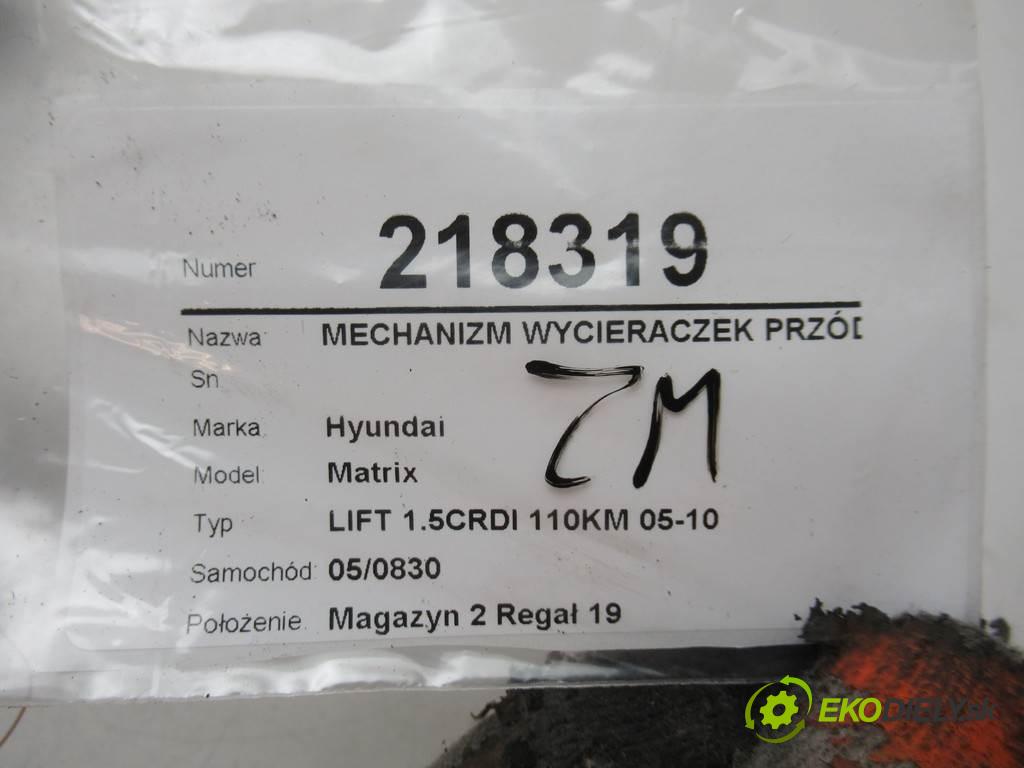 Numer 218319
Nazwa: MECHANIZM WYCIERACZEK PRZÓD
Sn.
ZM
Marka: Hyundai
Model: Matrix
Typ LIFT 1.5CRDI 110KM 05-10
Samochód: 05/0830
Położenie: Magazyn 2 Regał 19
EKODIELY.sk